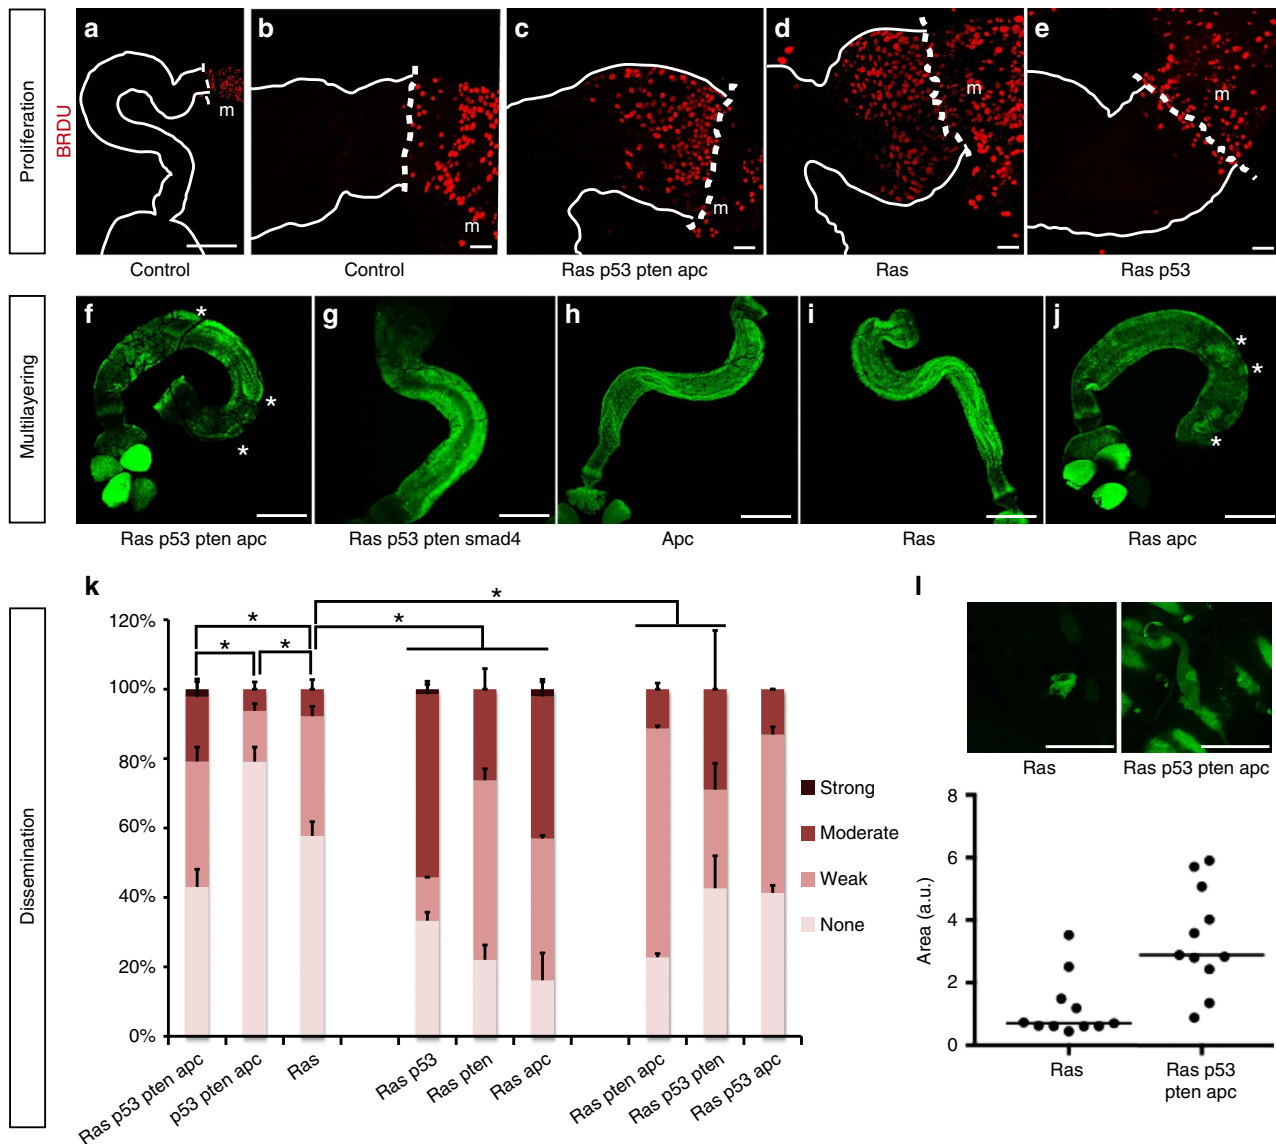 Proliferation
BRDU
a
m
b
m
c
m
d
m
e
m
Control
Control
Ras p53 pten apc
Ras
Ras p53
Multilayering
f
*
*
*
g
h
i
j
*
*
*
Ras p53 pten apc
Ras p53 pten smad4
Apc
Ras
Ras apc
Dissemination
k
*
*
*
*
*
120%
100%
80%
60%
40%
20%
0%
Ras p53 pten apc
p53 pten apc
Ras
Ras p53
Ras pten
Ras apc
Ras pten apc
Ras p53 pten
Ras p53 apc
Strong
Moderate
Weak
None
l
Ras
Ras p53 pten apc
Area (a.u.)
8
6
4
2
0
Ras
Ras p53
pten apc